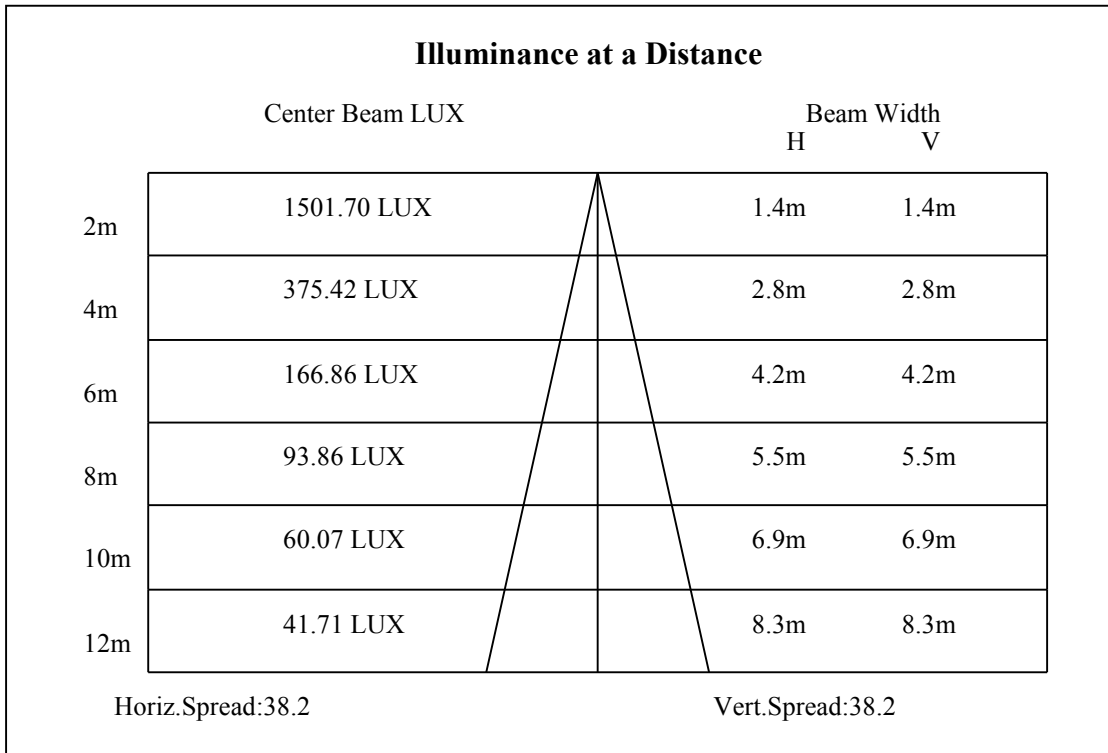 Illuminance at a Distance
Center Beam LUX Beam Width
H V
2m 1501.70 LUX 1.4m 1.4m
4m 375.42 LUX 2.8m 2.8m
6m 166.86 LUX 4.2m 4.2m
8m 93.86 LUX 5.5m 5.5m
10m 60.07 LUX 6.9m 6.9m
12m 41.71 LUX 8.3m 8.3m
Horiz.Spread:38.2 Vert.Spread:38.2